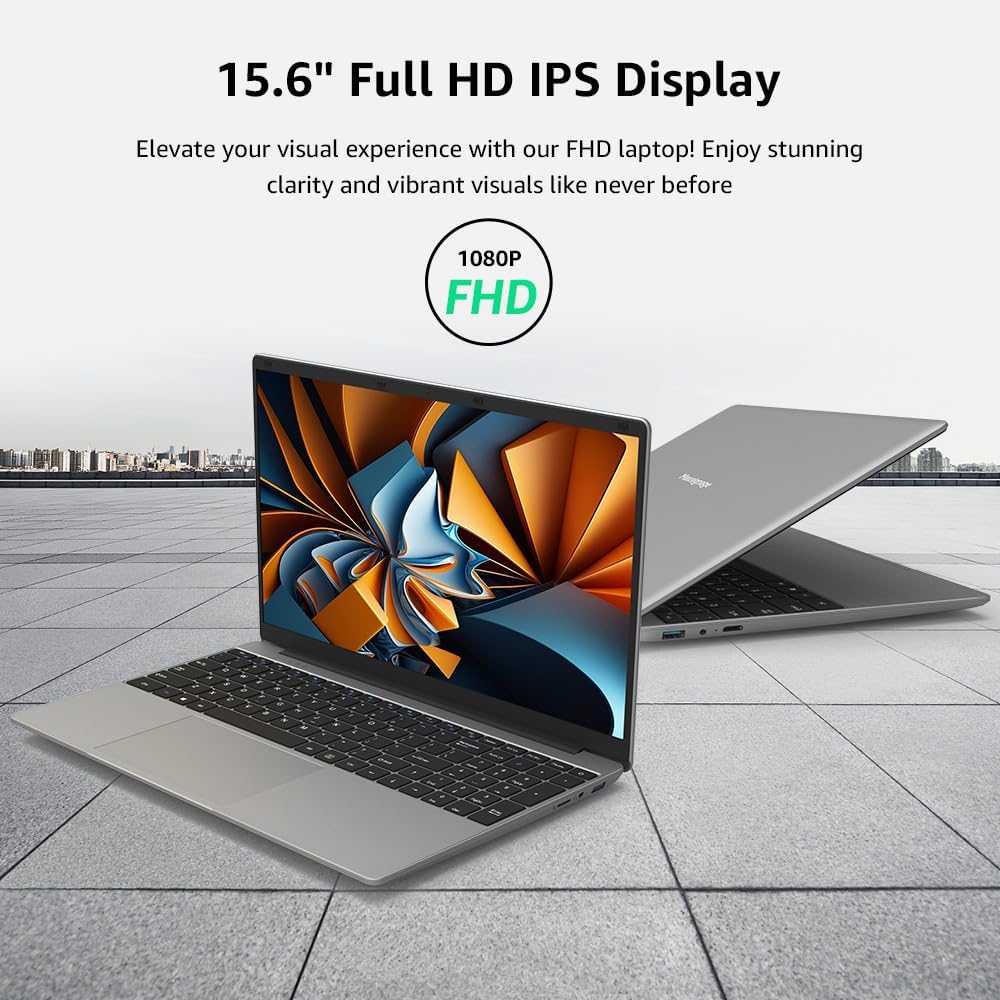 15.6" Full HD IPS Display
Elevate your visual experience with our FHD laptop! Enjoy stunning
clarity and vibrant visuals like never before
1080P
FHD